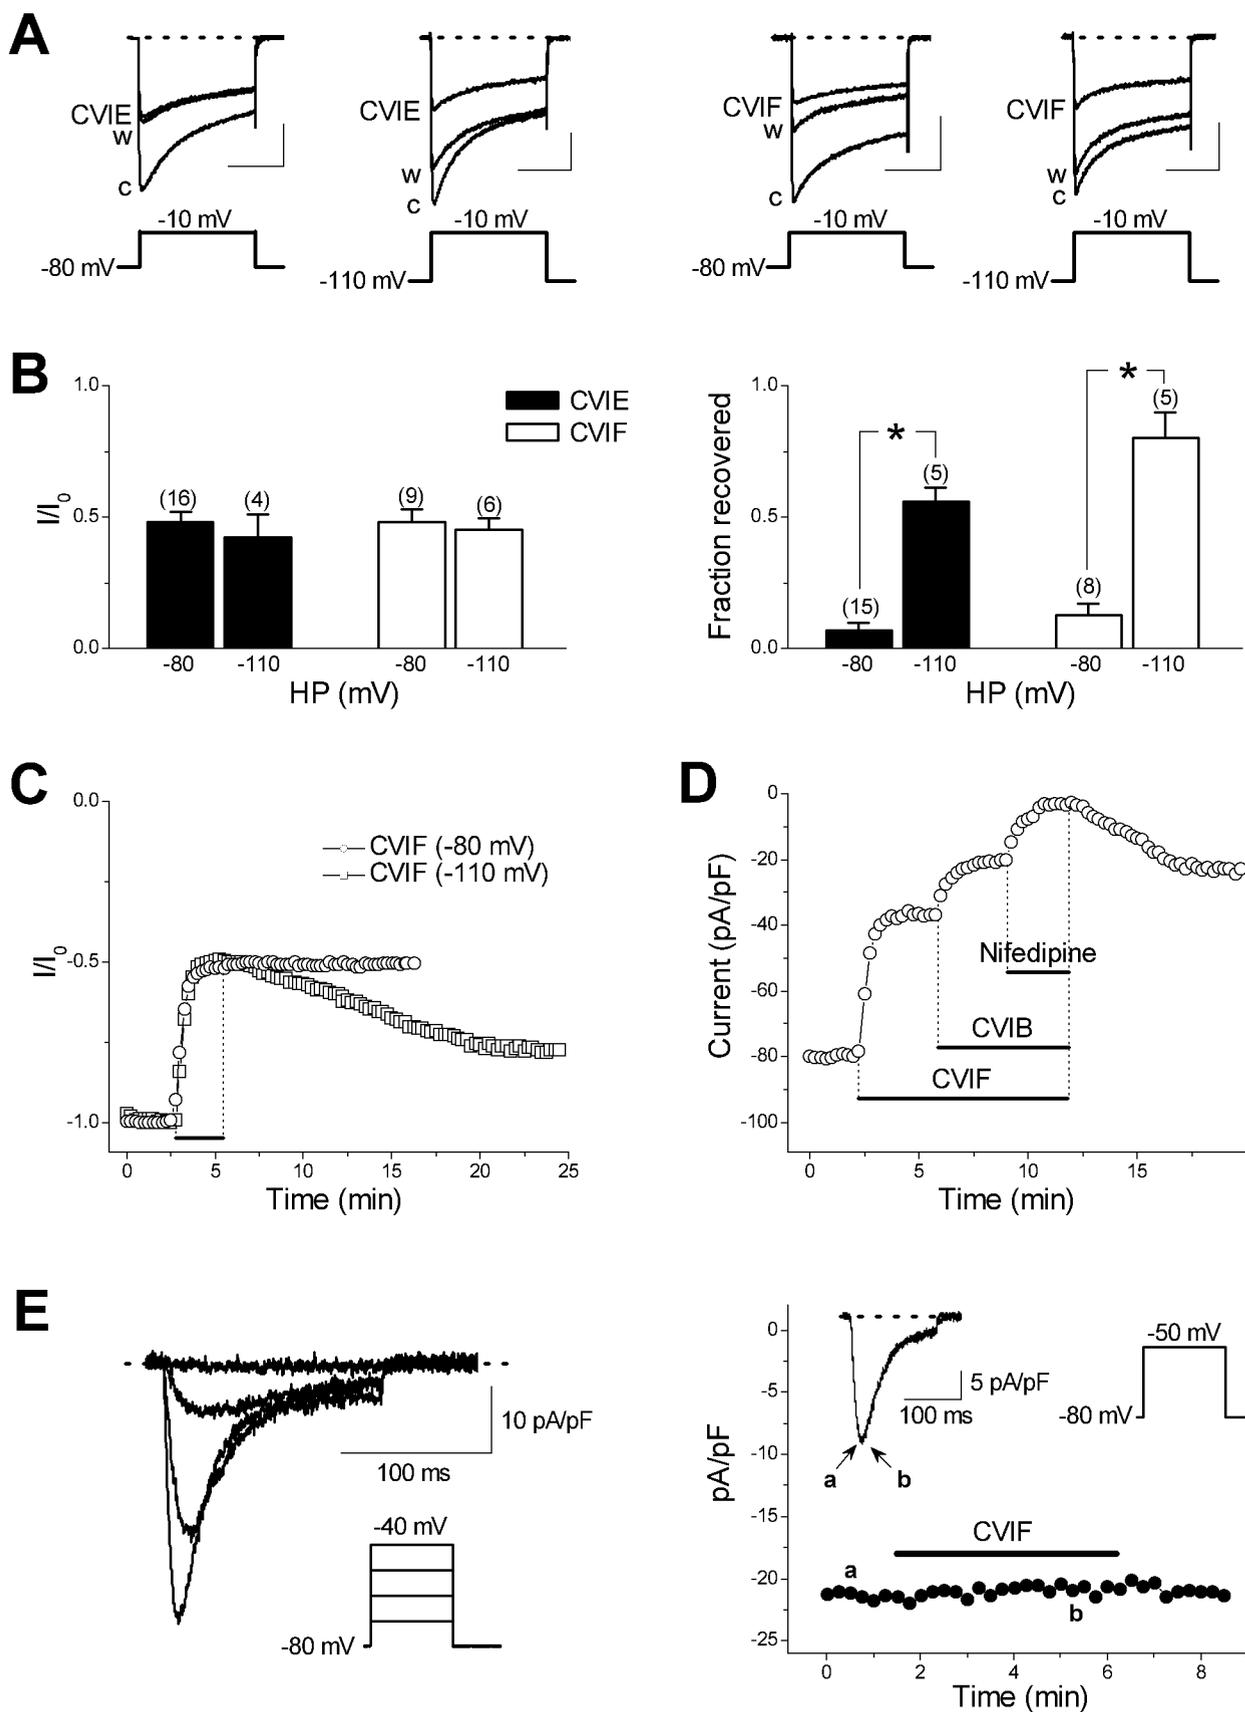 A
CVIE
w
c
-10 mV
-80 mV
CVIE
w
c
-10 mV
-110 mV
CVIF
w
c
-10 mV
-80 mV
CVIF
w
c
-10 mV
-110 mV
B
1.0
0.5
0.0
I/I0
CVIE
CVIF
(16)
(4)
(9)
(6)
-80
-110
-80
-110
HP (mV)
1.0
0.5
0.0
Fraction recovered
*
*
(15)
(5)
(8)
(5)
-80
-110
-80
-110
HP (mV)
C
0.0
-0.5
-1.0
I/I0
CVIF (-80 mV)
CVIF (-110 mV)
0 5 10 15 20 25
Time (min)
D
0
-20
-40
-60
-80
-100
Current (pA/pF)
Nifedipine
CVIB
CVIF
0 5 10 15
Time (min)
E
10 pA/pF
100 ms
-40 mV
-80 mV
0
-5
-10
-15
-20
-25
pA/pF
5 pA/pF
100 ms
a
b
-50 mV
-80 mV
CVIF
a
b
0 2 4 6 8
Time (min)